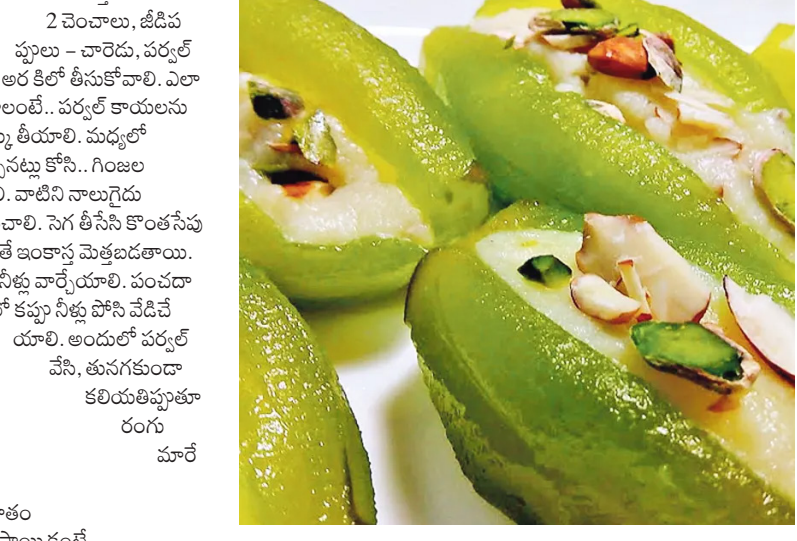 2 చెంచాలు, జీడిప
ప్పులు – చారెడు, పర్వల్
అర కిలో తీసుకోవాలి. ఎలా
పర్వల్ కాయలను
తీయాలి. మధ్యలో
కోసి.. గింజల
వాటిని నాలుగైదు
సెగ తీసేసి కొంతసేపు
ఇంకాస్త మెత్తబడతాయి.
నీళ్లు వార్చేయాలి. పంచదా
కప్పు నీళ్లు పోసి వేడిచే
యాలి. అందులో పర్వల్
వేసి, తునగకుండా
కలియతిప్పుతూ
రంగు
మారే